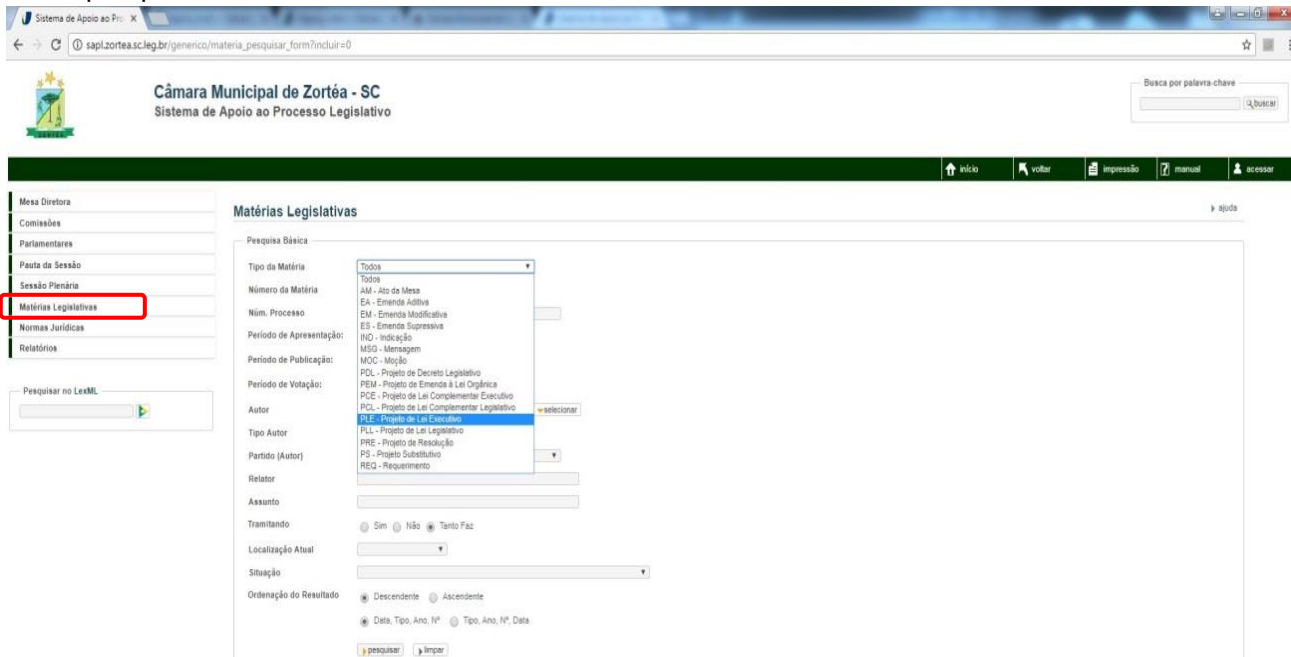 Sistema de Apoio ao Pro
sapl.zortea.sc.leg.br/generico/materia_pesquisar_form?incluir=0
ZORTÉA
Câmara Municipal de Zortéa - SC
Sistema de Apoio ao Processo Legislativo
Busca por palavra-chave
buscar
início
voltar
impressão
manual
acessar
Mesa Diretora
Comissões
Parlamentares
Pauta da Sessão
Sessão Plenária
Matérias Legislativas
Normas Jurídicas
Relatórios
Pesquisar no LexML
Matérias Legislativas
ajuda
Pesquisa Básica
Tipo da Matéria Todos
Todos
Número da Matéria AM - Ato da Mesa
EA - Emenda Aditiva
EM - Emenda Modificativa
Núm. Processo
ES - Emenda Supressiva
IND - Indicação
Período de Apresentação:
MSG - Mensagem
MOC - Moção
Período de Publicação:
PDL - Projeto de Decreto Legislativo
PEM - Projeto de Emenda à Lei Orgânica
Período de Votação:
PCE - Projeto de Lei Complementar Executivo
PCL - Projeto de Lei Complementar Legislativo
Autor selecionar
PLE - Projeto de Lei Executivo
PLL - Projeto de Lei Legislativo
Tipo Autor
PRE - Projeto de Resolução
PS - Projeto Substitutivo
Partido (Autor)
REQ - Requerimento
Relator
Assunto
Tramitando Sim Não Tanto Faz
Localização Atual
Situação
Ordenação do Resultado Descendente Ascendente
Data, Tipo, Ano, Nº Tipo, Ano, Nº, Data
pesquisar limpar